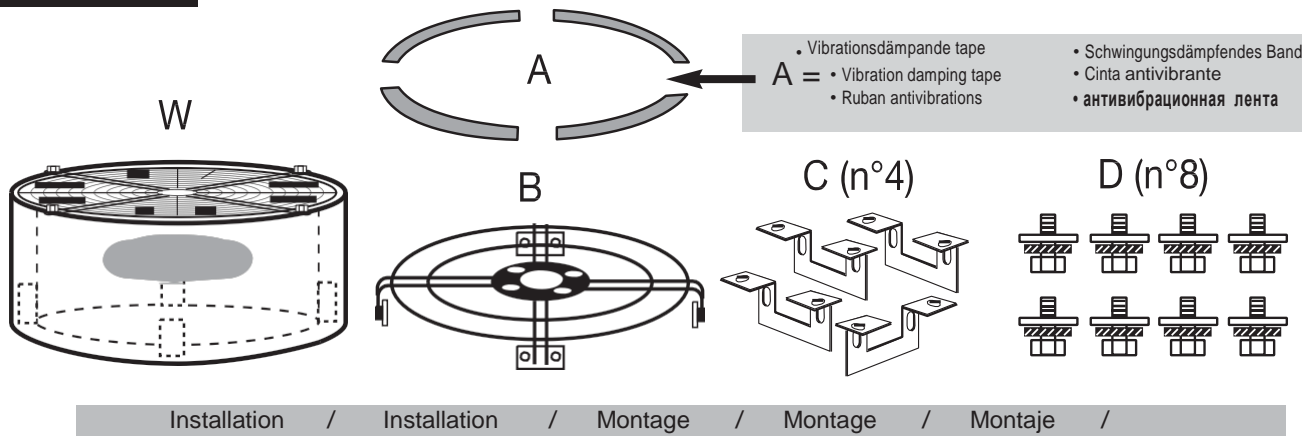 A
W
• Vibrationsdämpande tape
A = • Vibration damping tape
• Ruban antivibrations
• Schwingungsdämpfendes Band
• Cinta antivibrante
• антивибрационная лента
B
C (n°4)
D (n°8)
Installation / Installation / Montage / Montage / Montaje /